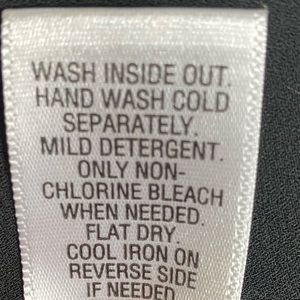 WASH INSIDE OUT.
HAND WASH COLD
SEPARATELY.
MILD DETERGENT.
ONLY NON-
CHLORINE BLEACH
WHEN NEEDED.
FLAT DRY.
COOL IRON ON
REVERSE SIDE
IF NEEDED